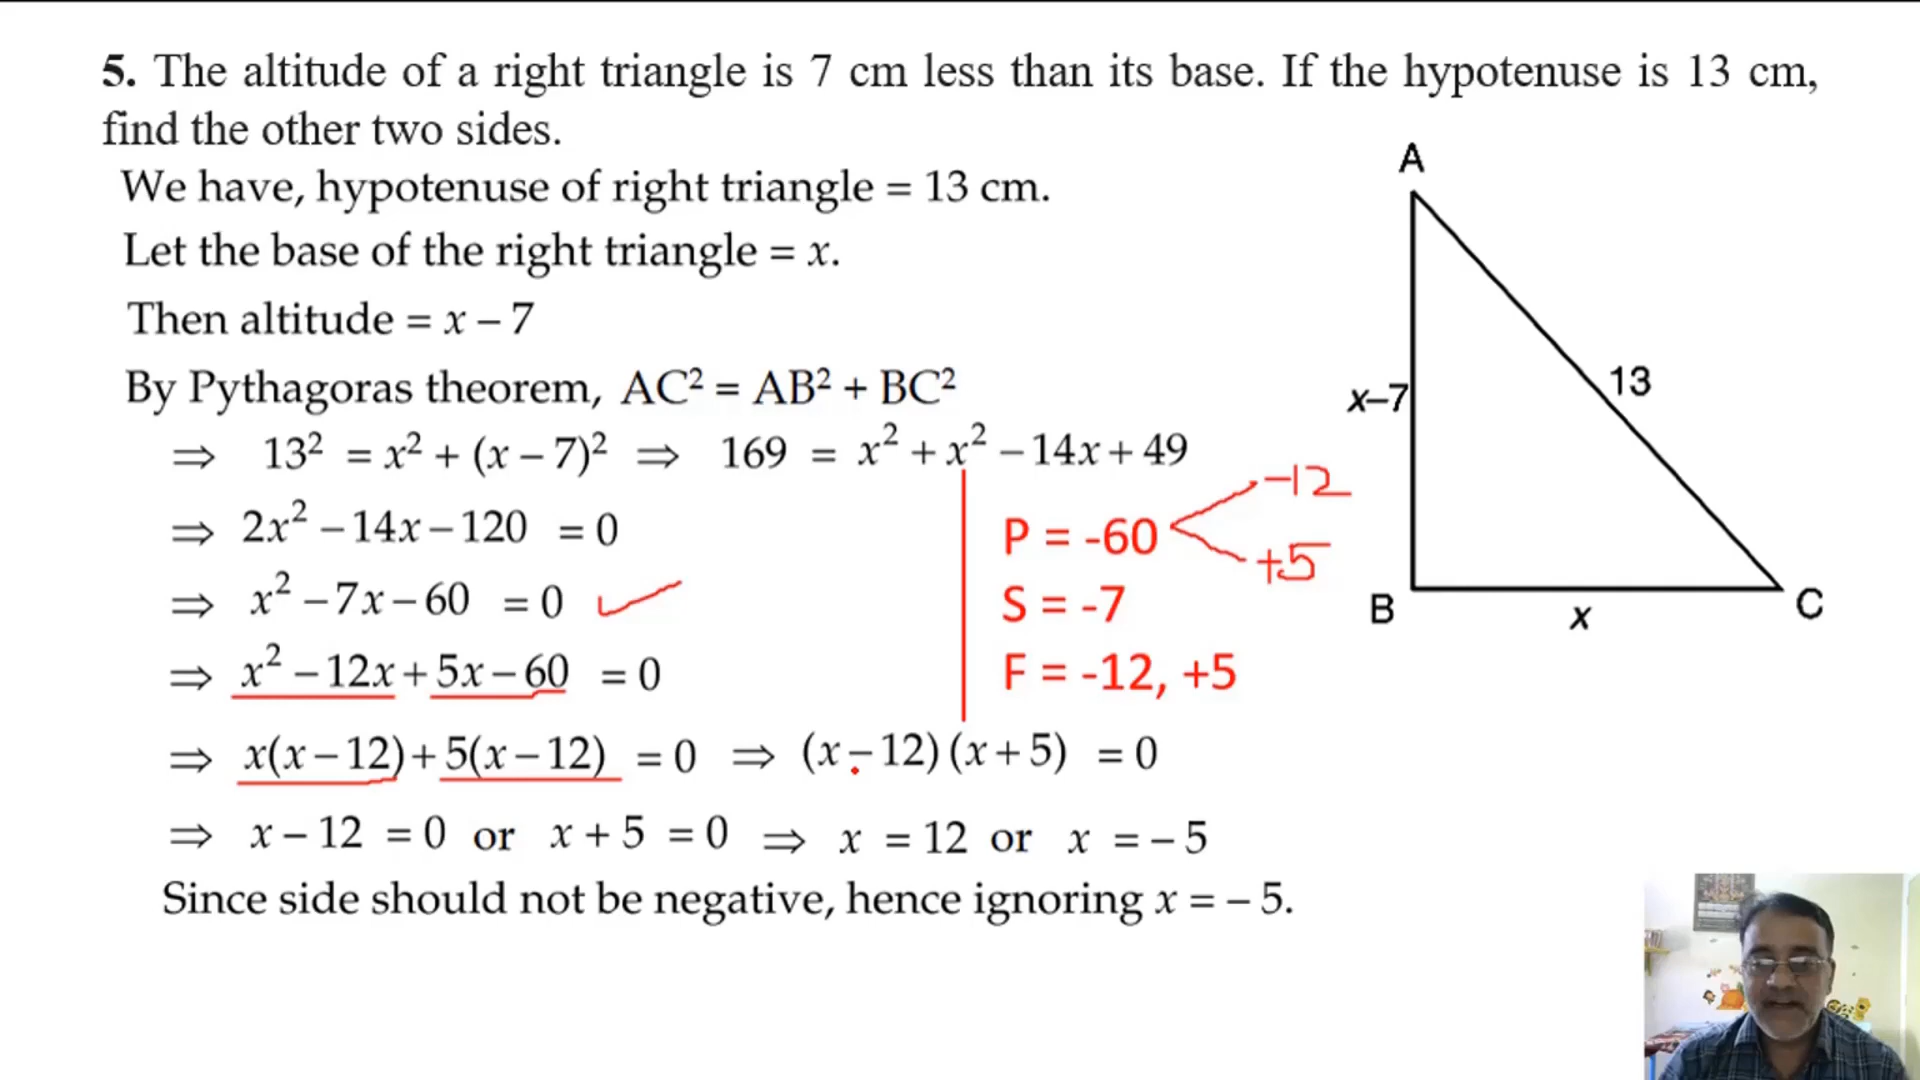 5. The altitude of a right triangle is 7 cm less than its base. If the hypotenuse is 13 cm,
find the other two sides.
We have, hypotenuse of right triangle = 13 cm.
Let the base of the right triangle = x.
Then altitude = x – 7
By Pythagoras theorem, AC² = AB² + BC²
⇒ 13² = x² + (x – 7)² ⇒ 169 = x² + x² – 14x + 49
⇒ 2x² – 14x – 120 = 0
⇒ x² – 7x – 60 = 0
⇒ x² – 12x + 5x – 60 = 0
⇒ x(x – 12) + 5(x – 12) = 0 ⇒ (x – 12)(x + 5) = 0
⇒ x – 12 = 0 or x + 5 = 0 ⇒ x = 12 or x = – 5
Since side should not be negative, hence ignoring x = – 5.
P = -60
-12
+5
S = -7
F = -12, +5
A
x–7
13
B
x
C